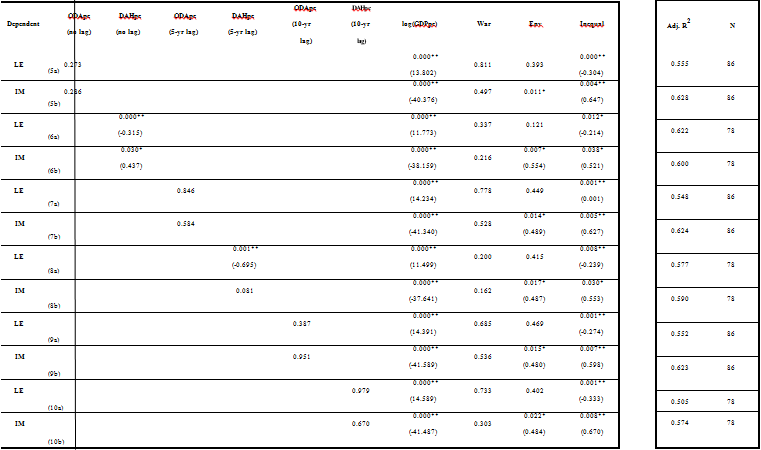 ODApc DAHpc ODApc DAHpc ODApc DAHpc
Dependent (no lag) (no lag) (5-yr lag) (5-yr lag) (10-yr (10-yr log(GDPpc) War Env Inequal Adj. R2 N
lag) lag)
0.000** 0.000**
LE 0.273 0.811 0.393 0.555 86
(5a) (13.802) (-0.304)
0.000** 0.004**
IM 0.286 0.497 0.011* 0.628 86
(5b) (-40.376) (0.647)
0.000** 0.000** 0.012*
LE 0.337 0.121 0.622 78
(6a) (-0.315) (11.773) (-0.214)
0.030* 0.000** 0.007* 0.038*
IM 0.216 0.600 78
(6b) (0.437) (-38.159) (0.554) (0.521)
0.000** 0.001**
LE 0.846 0.778 0.449 0.548 86
(7a) (14.234) (0.001)
0.000** 0.014* 0.005**
IM 0.584 0.528 0.624 86
(7b) (-41.340) (0.489) (0.627)
0.001** 0.000** 0.008**
LE 0.200 0.415 0.577 78
(8a) (-0.695) (11.499) (-0.239)
0.000** 0.017* 0.030*
IM 0.081 0.162 0.590 78
(8b) (-37.641) (0.487) (0.553)
0.000** 0.001**
LE 0.387 0.685 0.469 0.552 86
(9a) (14.391) (-0.274)
0.000** 0.015* 0.007**
IM 0.951 0.536 0.623 86
(9b) (-41.589) (0.480) (0.598)
0.000** 0.001**
LE 0.979 0.733 0.402 0.505 78
(10a) (14.589) (-0.333)
0.000** 0.022* 0.008**
IM 0.670 0.303 0.574 78
(10b) (-41.487) (0.484) (0.670)